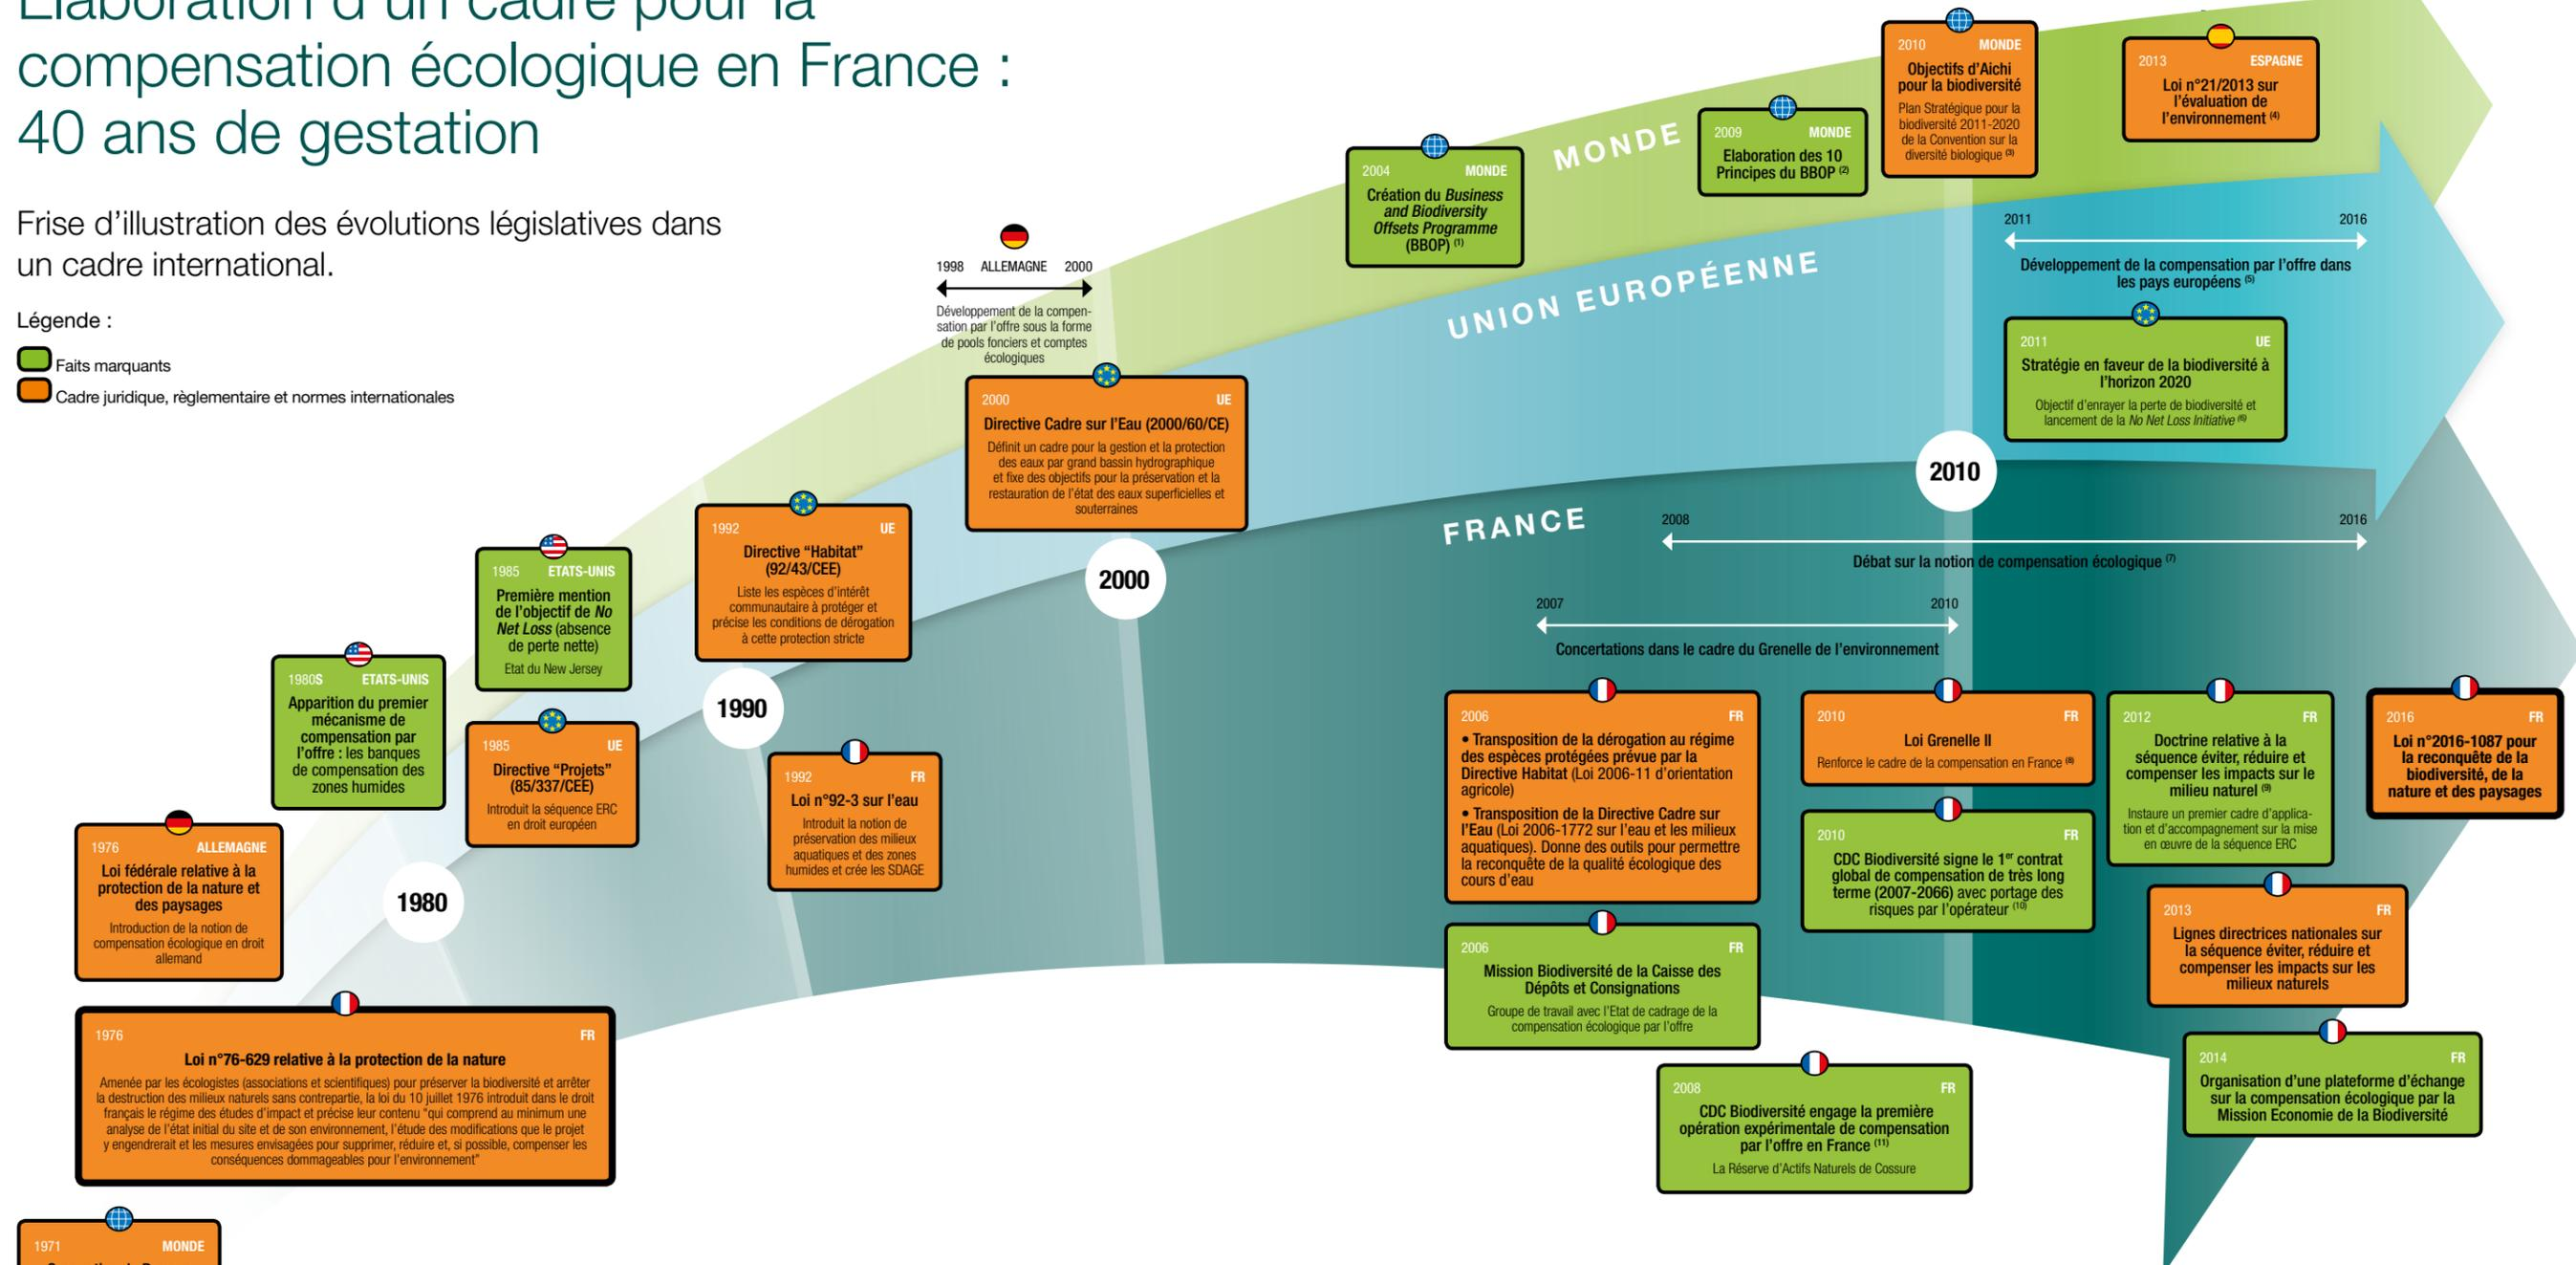 Elaboration d'un cadre pour la
compensation écologique en France :
40 ans de gestation
Frise d'illustration des évolutions législatives dans
un cadre international.
Légende :
Faits marquants
Cadre juridique, règlementaire et normes internationales
MONDE
UNION EUROPÉENNE
FRANCE
1980
1990
2000
2010
1971 MONDE
1976 FR
Loi n°76-629 relative à la protection de la nature
Amenée par les écologistes (associations et scientifiques) pour préserver la biodiversité et arrêter
la destruction des milieux naturels sans contrepartie, la loi du 10 juillet 1976 introduit dans le droit
français le régime des études d'impact et précise leur contenu "qui comprend au minimum une
analyse de l'état initial du site et de son environnement, l'étude des modifications que le projet
y engendrerait et les mesures envisagées pour supprimer, réduire et, si possible, compenser les
conséquences dommageables pour l'environnement"
1976 ALLEMAGNE
Loi fédérale relative à la
protection de la nature et
des paysages
Introduction de la notion de
compensation écologique en droit
allemand
1980S ETATS-UNIS
Apparition du premier
mécanisme de
compensation par
l'offre : les banques
de compensation des
zones humides
1985 ETATS-UNIS
Première mention
de l'objectif de No
Net Loss (absence
de perte nette)
Etat du New Jersey
1985 UE
Directive "Projets"
(85/337/CEE)
Introduit la séquence ERC
en droit européen
1992 UE
Directive "Habitat"
(92/43/CEE)
Liste les espèces d'intérêt
communautaire à protéger et
précise les conditions de dérogation
à cette protection stricte
1992 FR
Loi n°92-3 sur l'eau
Introduit la notion de
préservation des milieux
aquatiques et des zones
humides et crée les SDAGE
1998 ALLEMAGNE 2000
Développement de la compen-
sation par l'offre sous la forme
de pools fonciers et comptes
écologiques
2000 UE
Directive Cadre sur l'Eau (2000/60/CE)
Définit un cadre pour la gestion et la protection
des eaux par grand bassin hydrographique
et fixe des objectifs pour la préservation et la
restauration de l'état des eaux superficielles et
souterraines
2004 MONDE
Création du Business
and Biodiversity
Offsets Programme
(BBOP) (1)
2009 MONDE
Elaboration des 10
Principes du BBOP (2)
2010 MONDE
Objectifs d'Aichi
pour la biodiversité
Plan Stratégique pour la
biodiversité 2011-2020
de la Convention sur la
diversité biologique (3)
2013 ESPAGNE
Loi n°21/2013 sur
l'évaluation de
l'environnement (4)
2011 2016
Développement de la compensation par l'offre dans
les pays européens (5)
2011 UE
Stratégie en faveur de la biodiversité à
l'horizon 2020
Objectif d'enrayer la perte de biodiversité et
lancement de la No Net Loss Initiative (6)
2008 2016
Débat sur la notion de compensation écologique (7)
2007 2010
Concertations dans le cadre du Grenelle de l'environnement
2006 FR
• Transposition de la dérogation au régime
des espèces protégées prévue par la
Directive Habitat (Loi 2006-11 d'orientation
agricole)
• Transposition de la Directive Cadre sur
l'Eau (Loi 2006-1772 sur l'eau et les milieux
aquatiques). Donne des outils pour permettre
la reconquête de la qualité écologique des
cours d'eau
2006 FR
Mission Biodiversité de la Caisse des
Dépôts et Consignations
Groupe de travail avec l'Etat de cadrage de la
compensation écologique par l'offre
2008 FR
CDC Biodiversité engage la première
opération expérimentale de compensation
par l'offre en France (11)
La Réserve d'Actifs Naturels de Cossure
2010 FR
Loi Grenelle II
Renforce le cadre de la compensation en France (8)
2010 FR
CDC Biodiversité signe le 1er contrat
global de compensation de très long
terme (2007-2066) avec portage des
risques par l'opérateur (10)
2012 FR
Doctrine relative à la
séquence éviter, réduire et
compenser les impacts sur le
milieu naturel (9)
Instaure un premier cadre d'applica-
tion et d'accompagnement sur la mise
en œuvre de la séquence ERC
2013 FR
Lignes directrices nationales sur
la séquence éviter, réduire et
compenser les impacts sur les
milieux naturels
2014 FR
Organisation d'une plateforme d'échange
sur la compensation écologique par la
Mission Economie de la Biodiversité
2016 FR
Loi n°2016-1087 pour
la reconquête de la
biodiversité, de la
nature et des paysages